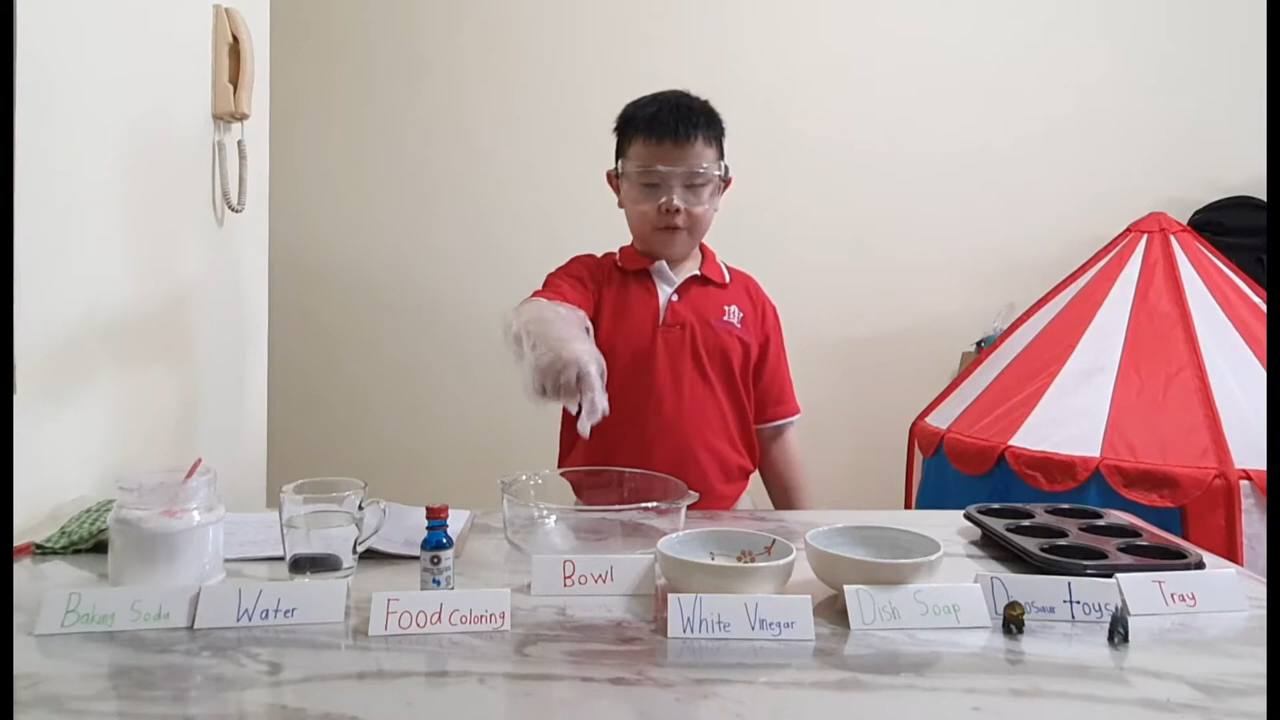 Baking Soda
Water
Food Coloring
Bowl
White Vinegar
Dish Soap
Dinosaur toys
Tray